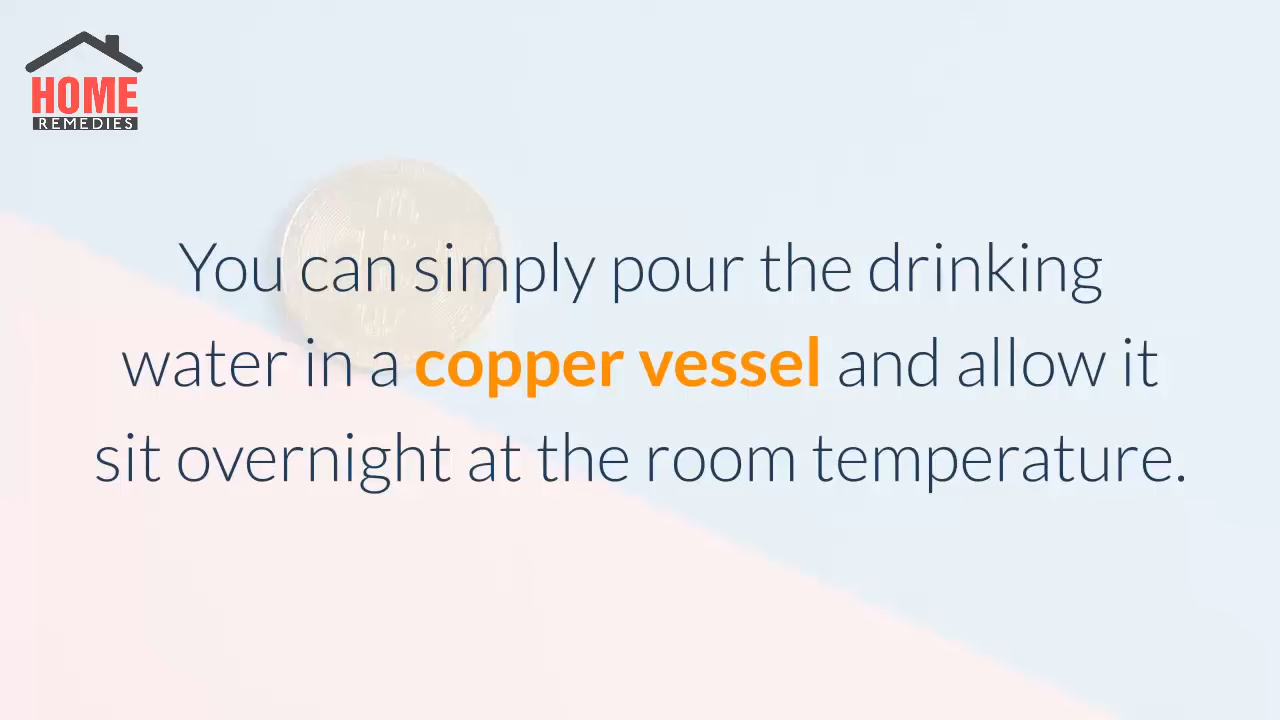 HOME
REMEDIES
You can simply pour the drinking
water in a copper vessel and allow it
sit overnight at the room temperature.